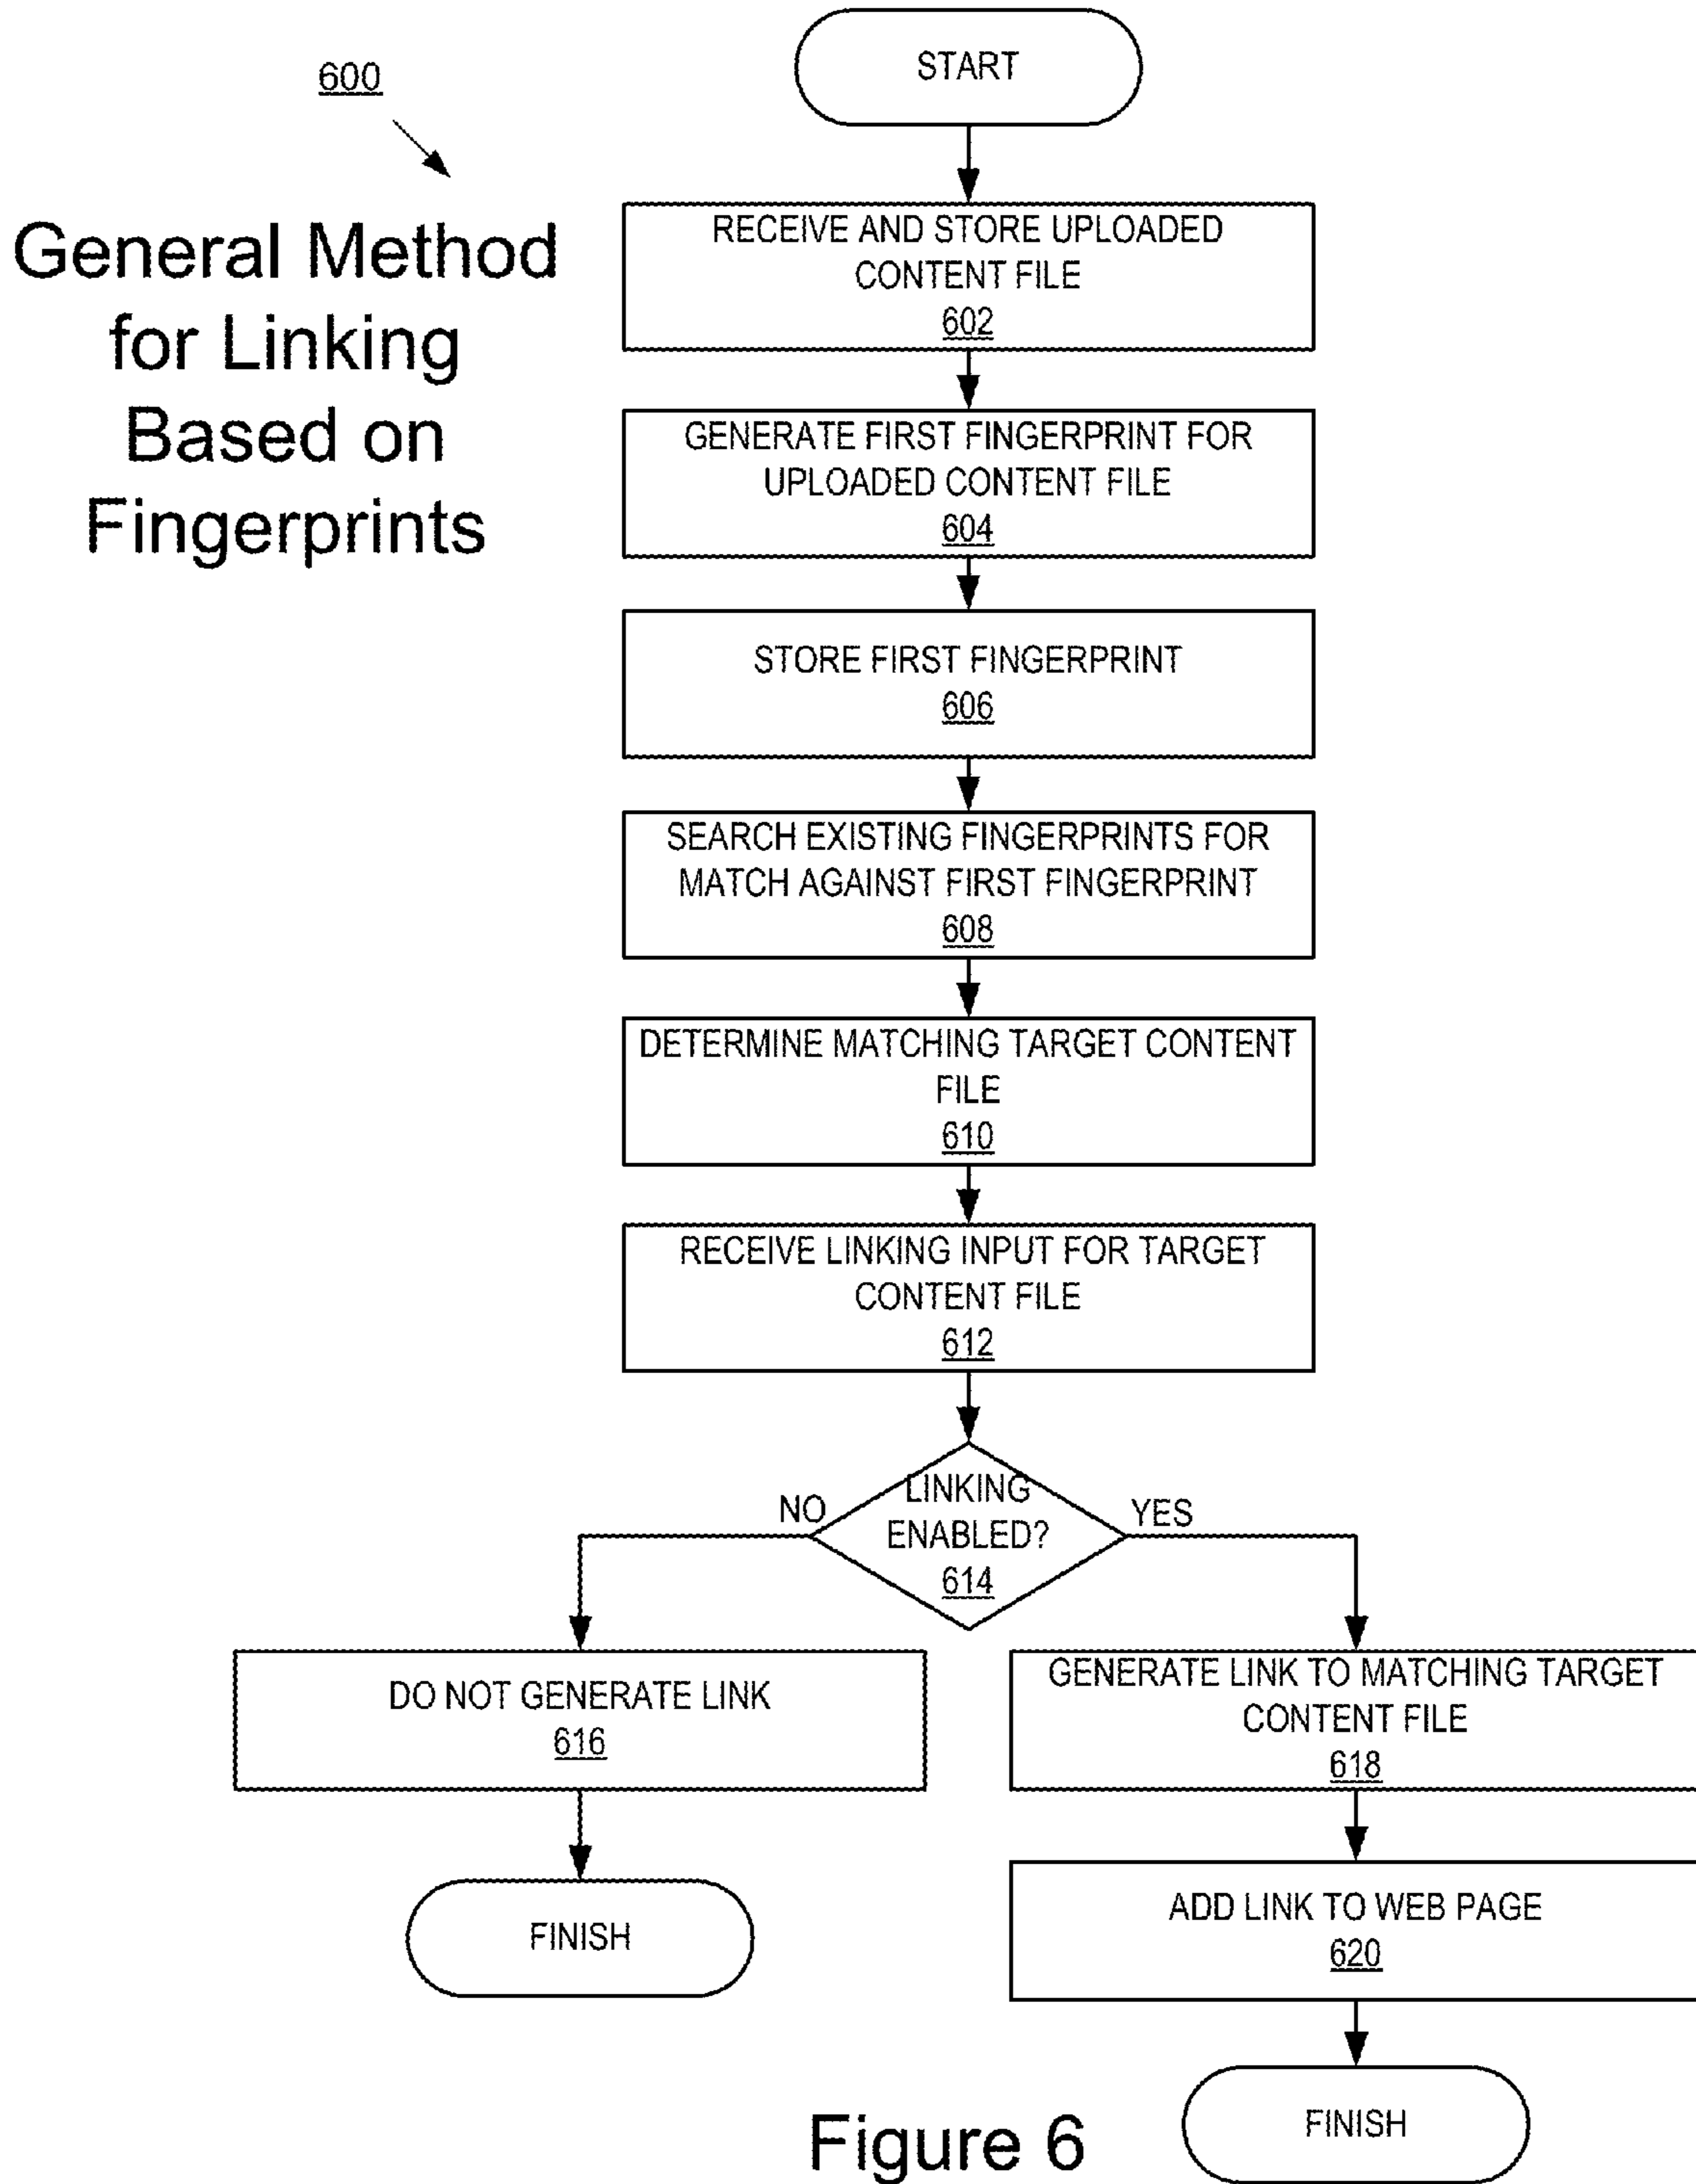 600
General Method
for Linking
Based on
Fingerprints
START
RECEIVE AND STORE UPLOADED
CONTENT FILE
602
GENERATE FIRST FINGERPRINT FOR
UPLOADED CONTENT FILE
604
STORE FIRST FINGERPRINT
606
SEARCH EXISTING FINGERPRINTS FOR
MATCH AGAINST FIRST FINGERPRINT
608
DETERMINE MATCHING TARGET CONTENT
FILE
610
RECEIVE LINKING INPUT FOR TARGET
CONTENT FILE
612
LINKING
ENABLED?
614
NO
YES
DO NOT GENERATE LINK
616
FINISH
GENERATE LINK TO MATCHING TARGET
CONTENT FILE
618
ADD LINK TO WEB PAGE
620
FINISH
Figure 6